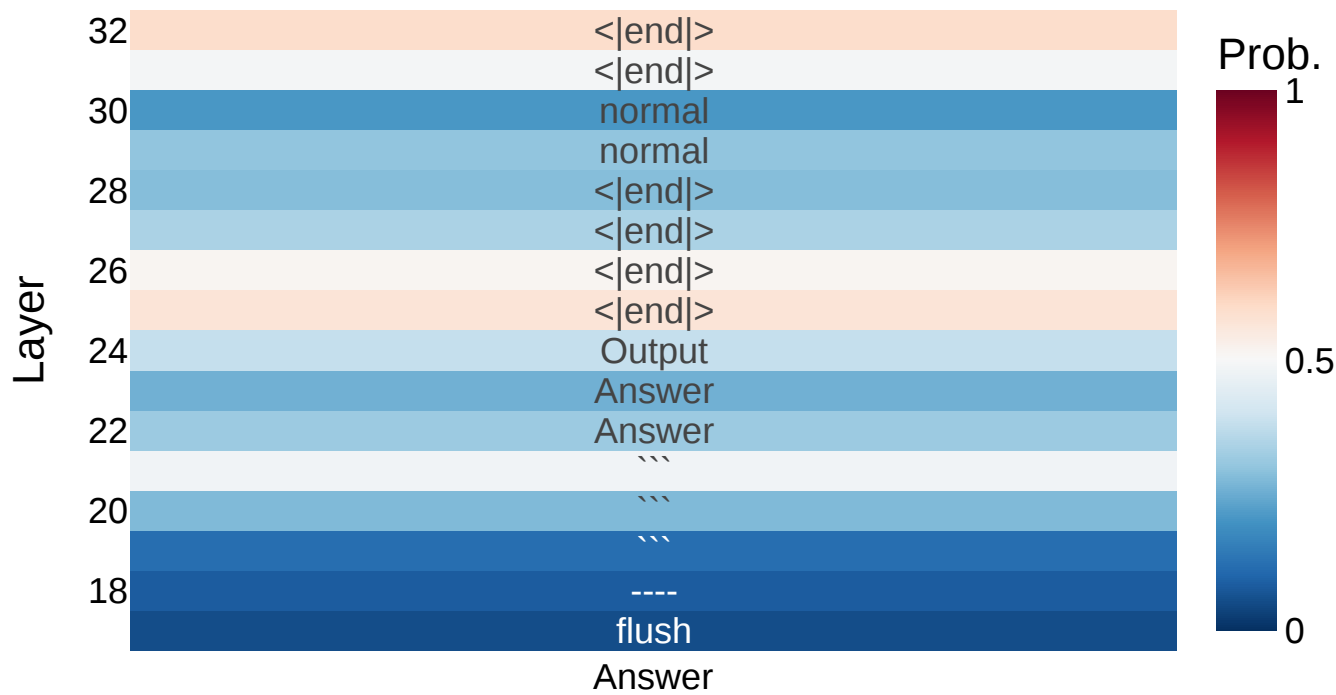 32 <|end|>
<|end|>
Prob.
30 normal
1
normal
28 <|end|>
<|end|>
26 <|end|>
Layer
<|end|>
24 Output
0.5
Answer
22 Answer
```
20 ```
```
18 ----
flush
0
Answer